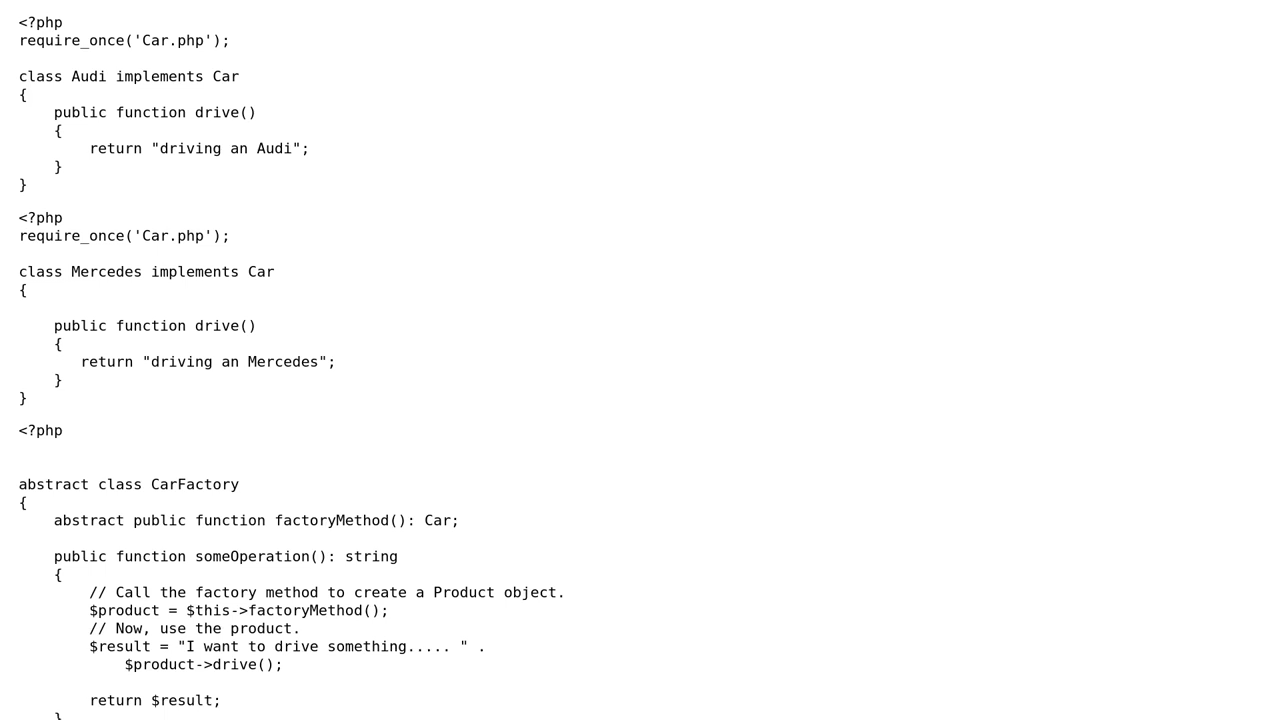 <?php
require_once('Car.php');

class Audi implements Car
{
    public function drive()
    {
        return "driving an Audi";
    }
}

<?php
require_once('Car.php');

class Mercedes implements Car
{

    public function drive()
    {
       return "driving an Mercedes";
    }
}

<?php


abstract class CarFactory
{
    abstract public function factoryMethod(): Car;

    public function someOperation(): string
    {
        // Call the factory method to create a Product object.
        $product = $this->factoryMethod();
        // Now, use the product.
        $result = "I want to drive something..... " .
            $product->drive();

        return $result;
    }